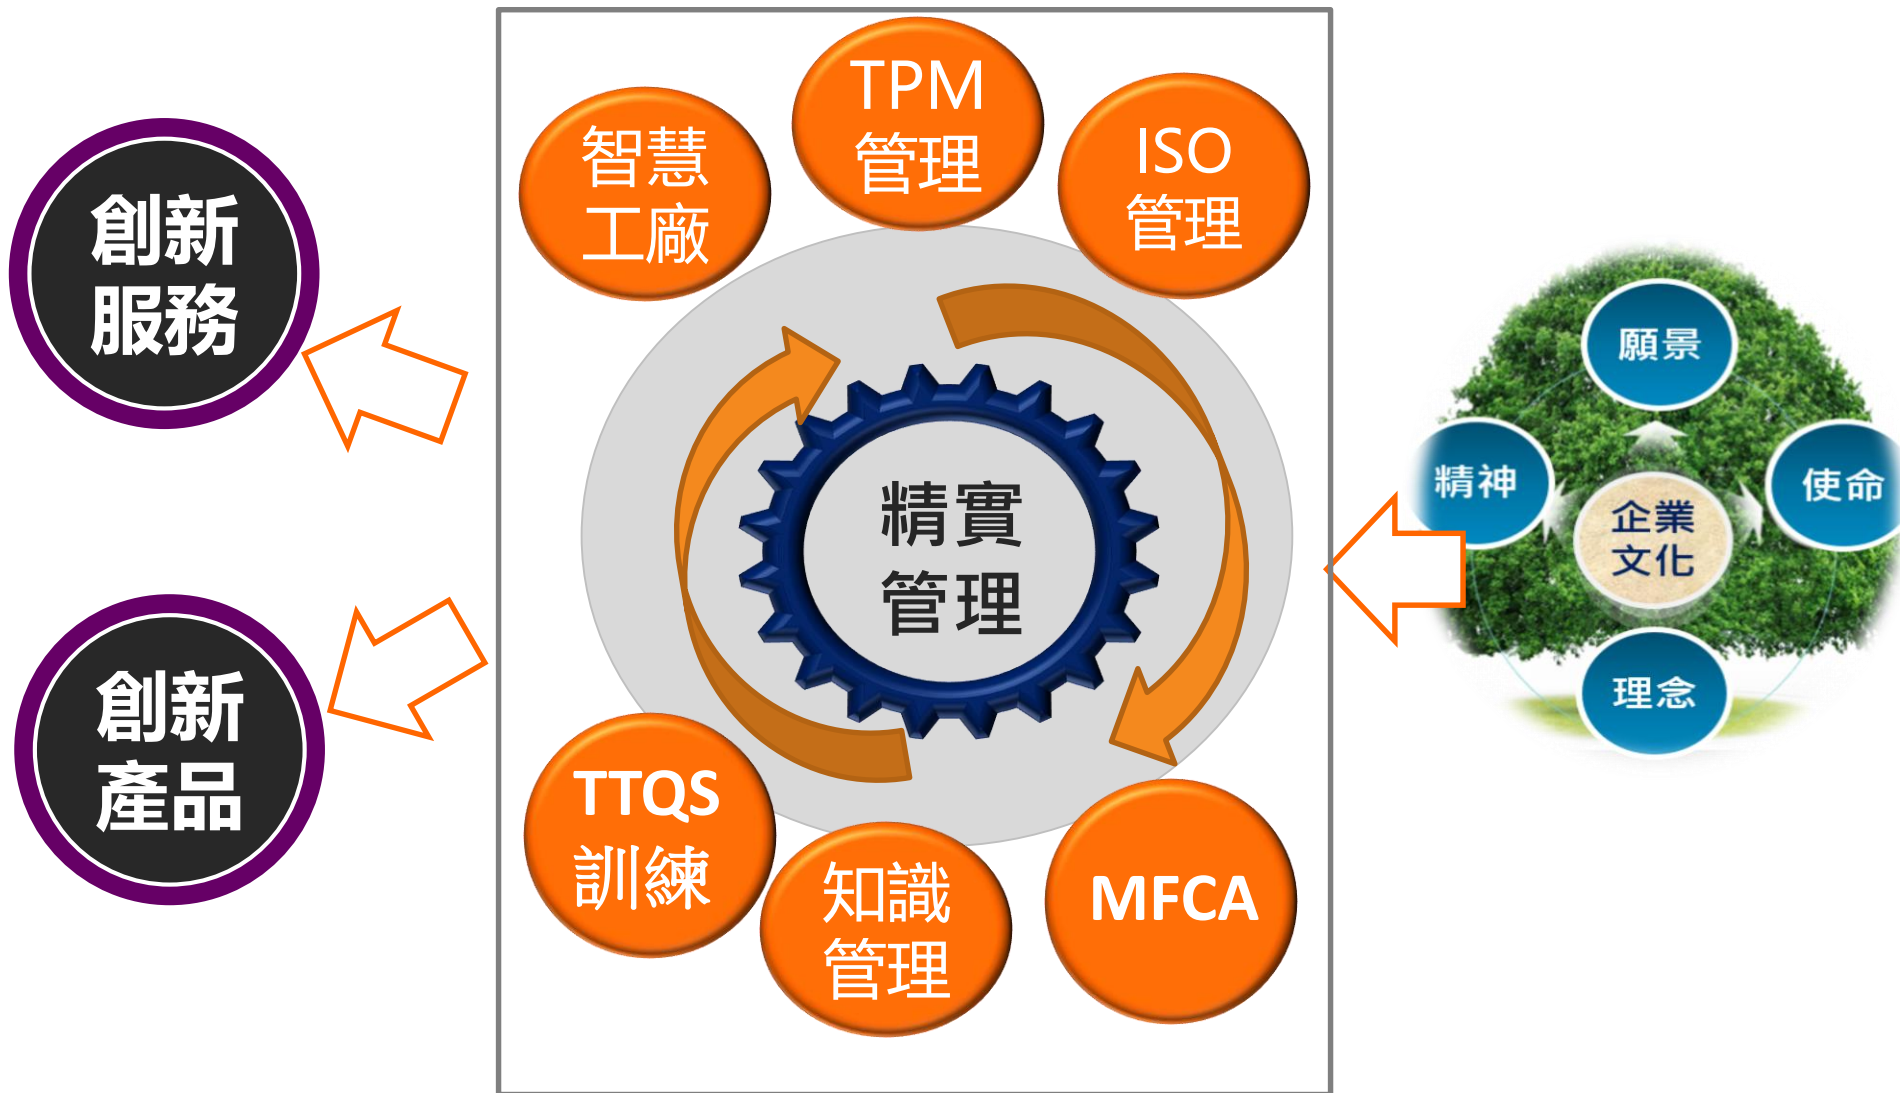 創新
服務
創新
產品
智慧
工廠
TPM
管理
ISO
管理
精實
管理
TTQS
訓練
知識
管理
MFCA
願景
精神
使命
企業
文化
理念